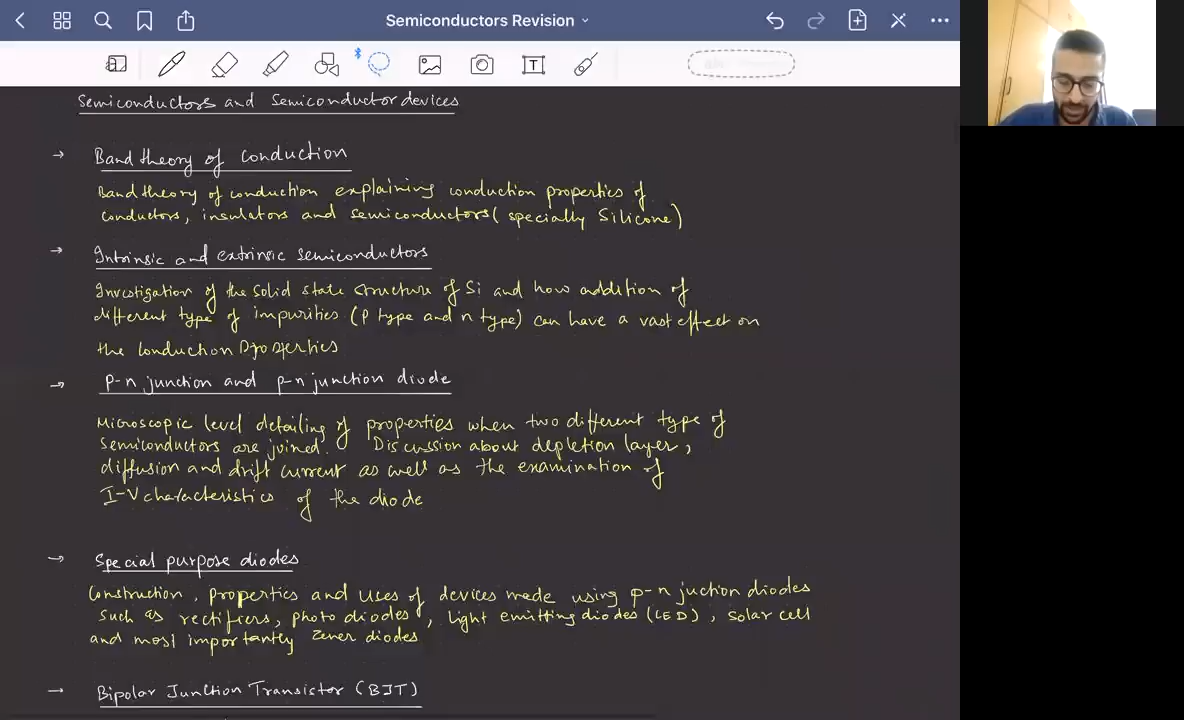 Semiconductors Revision
Semiconductors and Semiconductor devices
→ Band theory of conduction
Band theory of conduction explaining conduction properties of
conductors, insulators and semiconductors (specially Silicone)
→ Intrinsic and extrinsic semiconductors
Investigation of the solid state structure of Si and how addition of
different type of impurities (P type and n type) can have a vast effect on
the conduction properties
→ P-n junction and p-n junction diode
Microscopic level detailing of properties when two different type of
semiconductors are joined. Discussion about depletion layer,
diffusion and drift current as well as the examination of
I-V characteristics of the diode
→ Special purpose diodes
Construction, properties and uses of devices made using p-n juction diodes
such as rectifiers, photo diodes, light emitting diodes (LED), solar cell
and most importantly Zener diodes
→ Bipolar Junction Transistor (BJT)